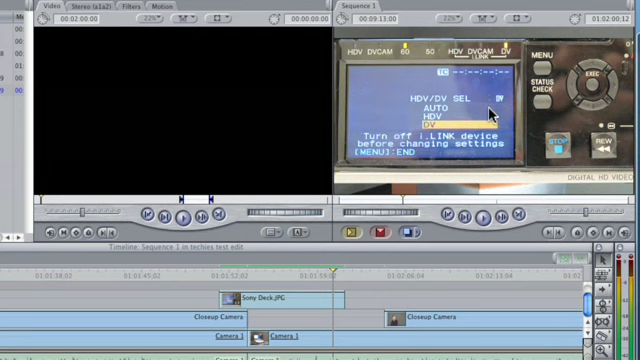 Video
Stereo (a1a2)
Filters
Motion
22%
00:02:00:00
00:00:00:00
Sequence 1
00:09:13;00
22%
01:02:00;12
HDV
DVCAM
60
50
HDV
DVCAM
DV
i.LINK
TC --:--:--:--
HDV/DV SEL
DV
AUTO
HDV
DV
Turn off i.LINK device
before changing settings
[MENU]:END
MENU
STATUS
CHECK
EXEC
STOP
REW
DIGITAL HD VIDEO
Timeline: Sequence 1 in techies test edit
01:01:38;02
01:01:45;02
01:01:52;02
01:01:59;02
01:02:06;04
01:02:13;04
Sony Deck.JPG
Closeup Camera
Closeup Camera
Camera 1
Camera 1